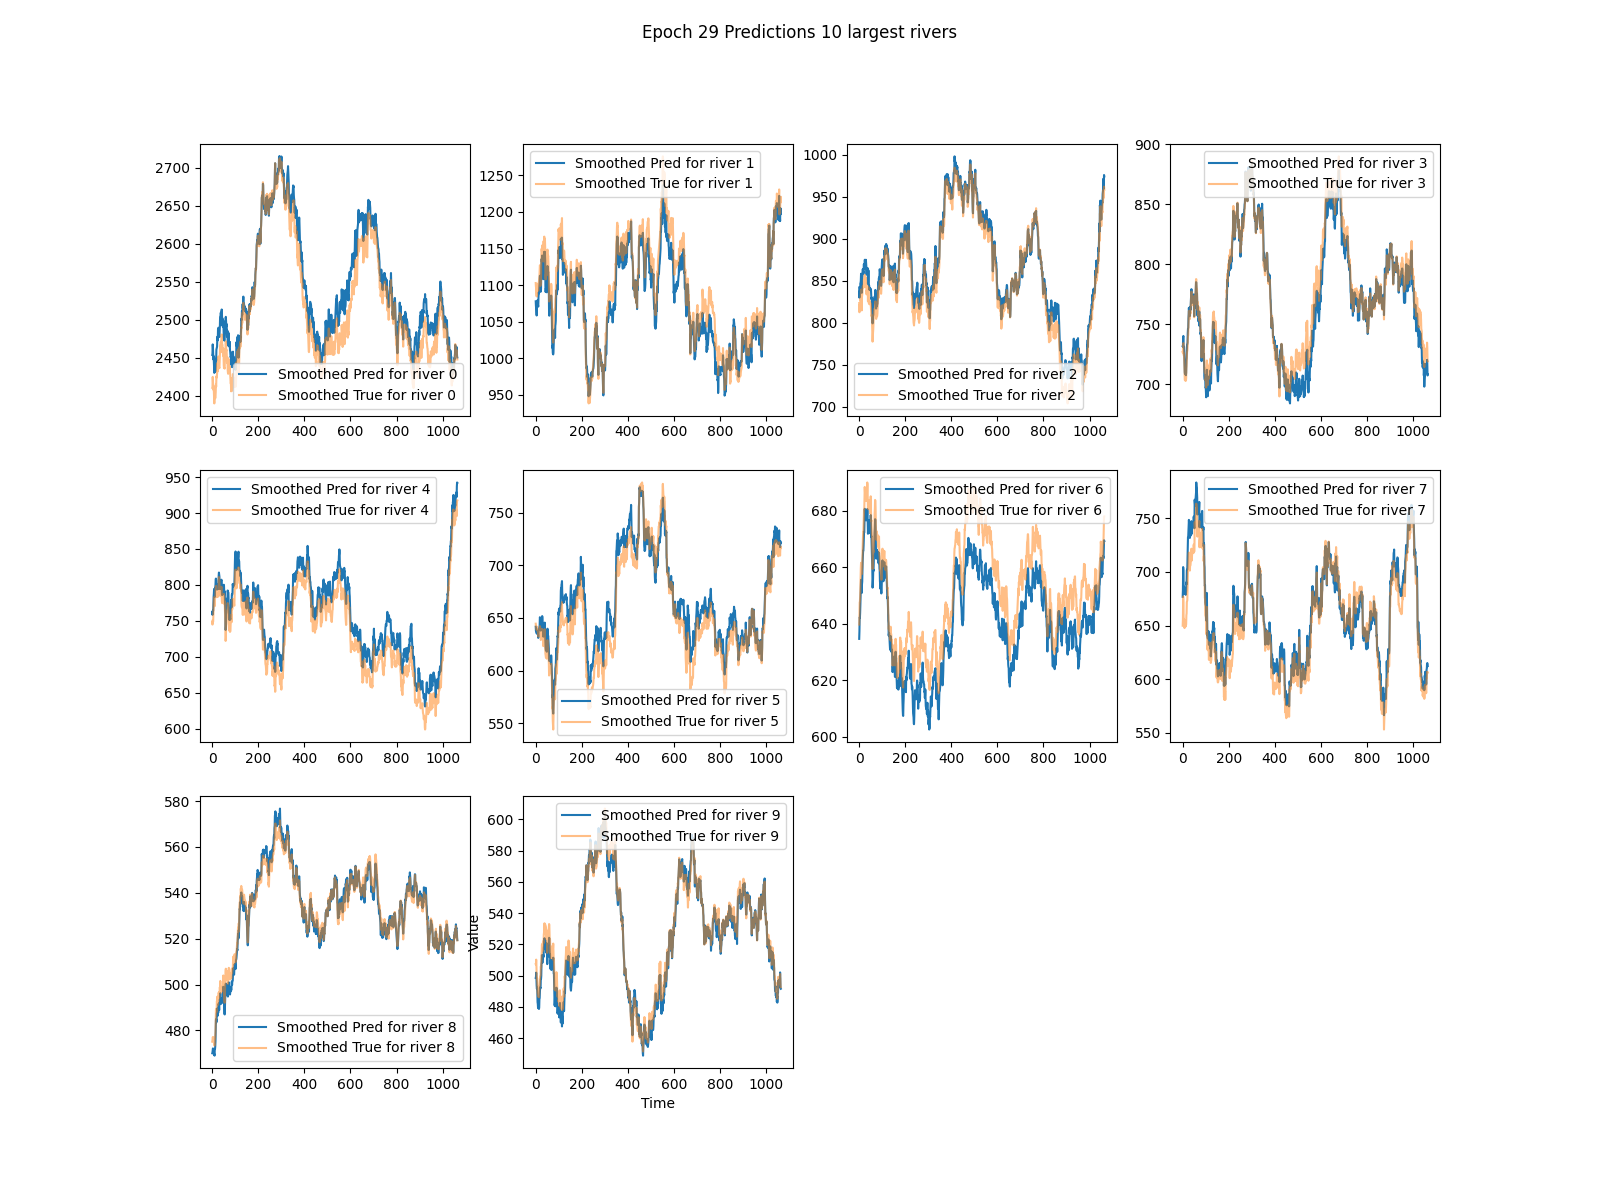 Epoch 29 Predictions 10 largest rivers
2700
2650
2600
2550
2500
2450
2400
Smoothed Pred for river 0
Smoothed True for river 0
0 200 400 600 800 1000
1250
1200
1150
1100
1050
1000
950
Smoothed Pred for river 1
Smoothed True for river 1
0 200 400 600 800 1000
1000
950
900
850
800
750
700
Smoothed Pred for river 2
Smoothed True for river 2
0 200 400 600 800 1000
900
850
800
750
700
Smoothed Pred for river 3
Smoothed True for river 3
0 200 400 600 800 1000
950
900
850
800
750
700
650
600
Smoothed Pred for river 4
Smoothed True for river 4
0 200 400 600 800 1000
750
700
650
600
550
Smoothed Pred for river 5
Smoothed True for river 5
0 200 400 600 800 1000
680
660
640
620
600
Smoothed Pred for river 6
Smoothed True for river 6
0 200 400 600 800 1000
750
700
650
600
550
Smoothed Pred for river 7
Smoothed True for river 7
0 200 400 600 800 1000
580
560
540
520
500
480
Smoothed Pred for river 8
Smoothed True for river 8
0 200 400 600 800 1000
Value
600
580
560
540
520
500
480
460
Smoothed Pred for river 9
Smoothed True for river 9
0 200 400 600 800 1000
Time